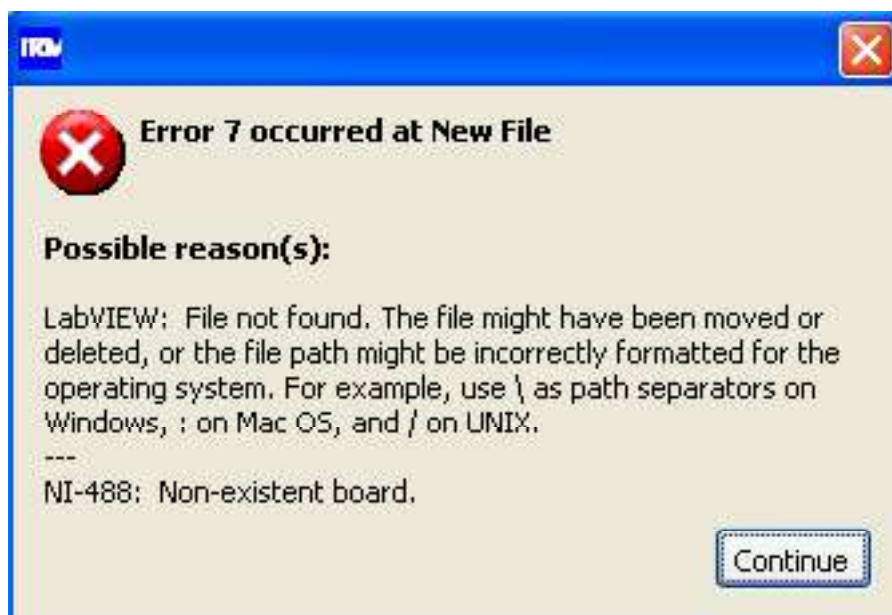 Error 7 occurred at New File
Possible reason(s):
LabVIEW:  File not found. The file might have been moved or
deleted, or the file path might be incorrectly formatted for the
operating system. For example, use \ as path separators on
Windows, : on Mac OS, and / on UNIX.
---
NI-488:  Non-existent board.
Continue